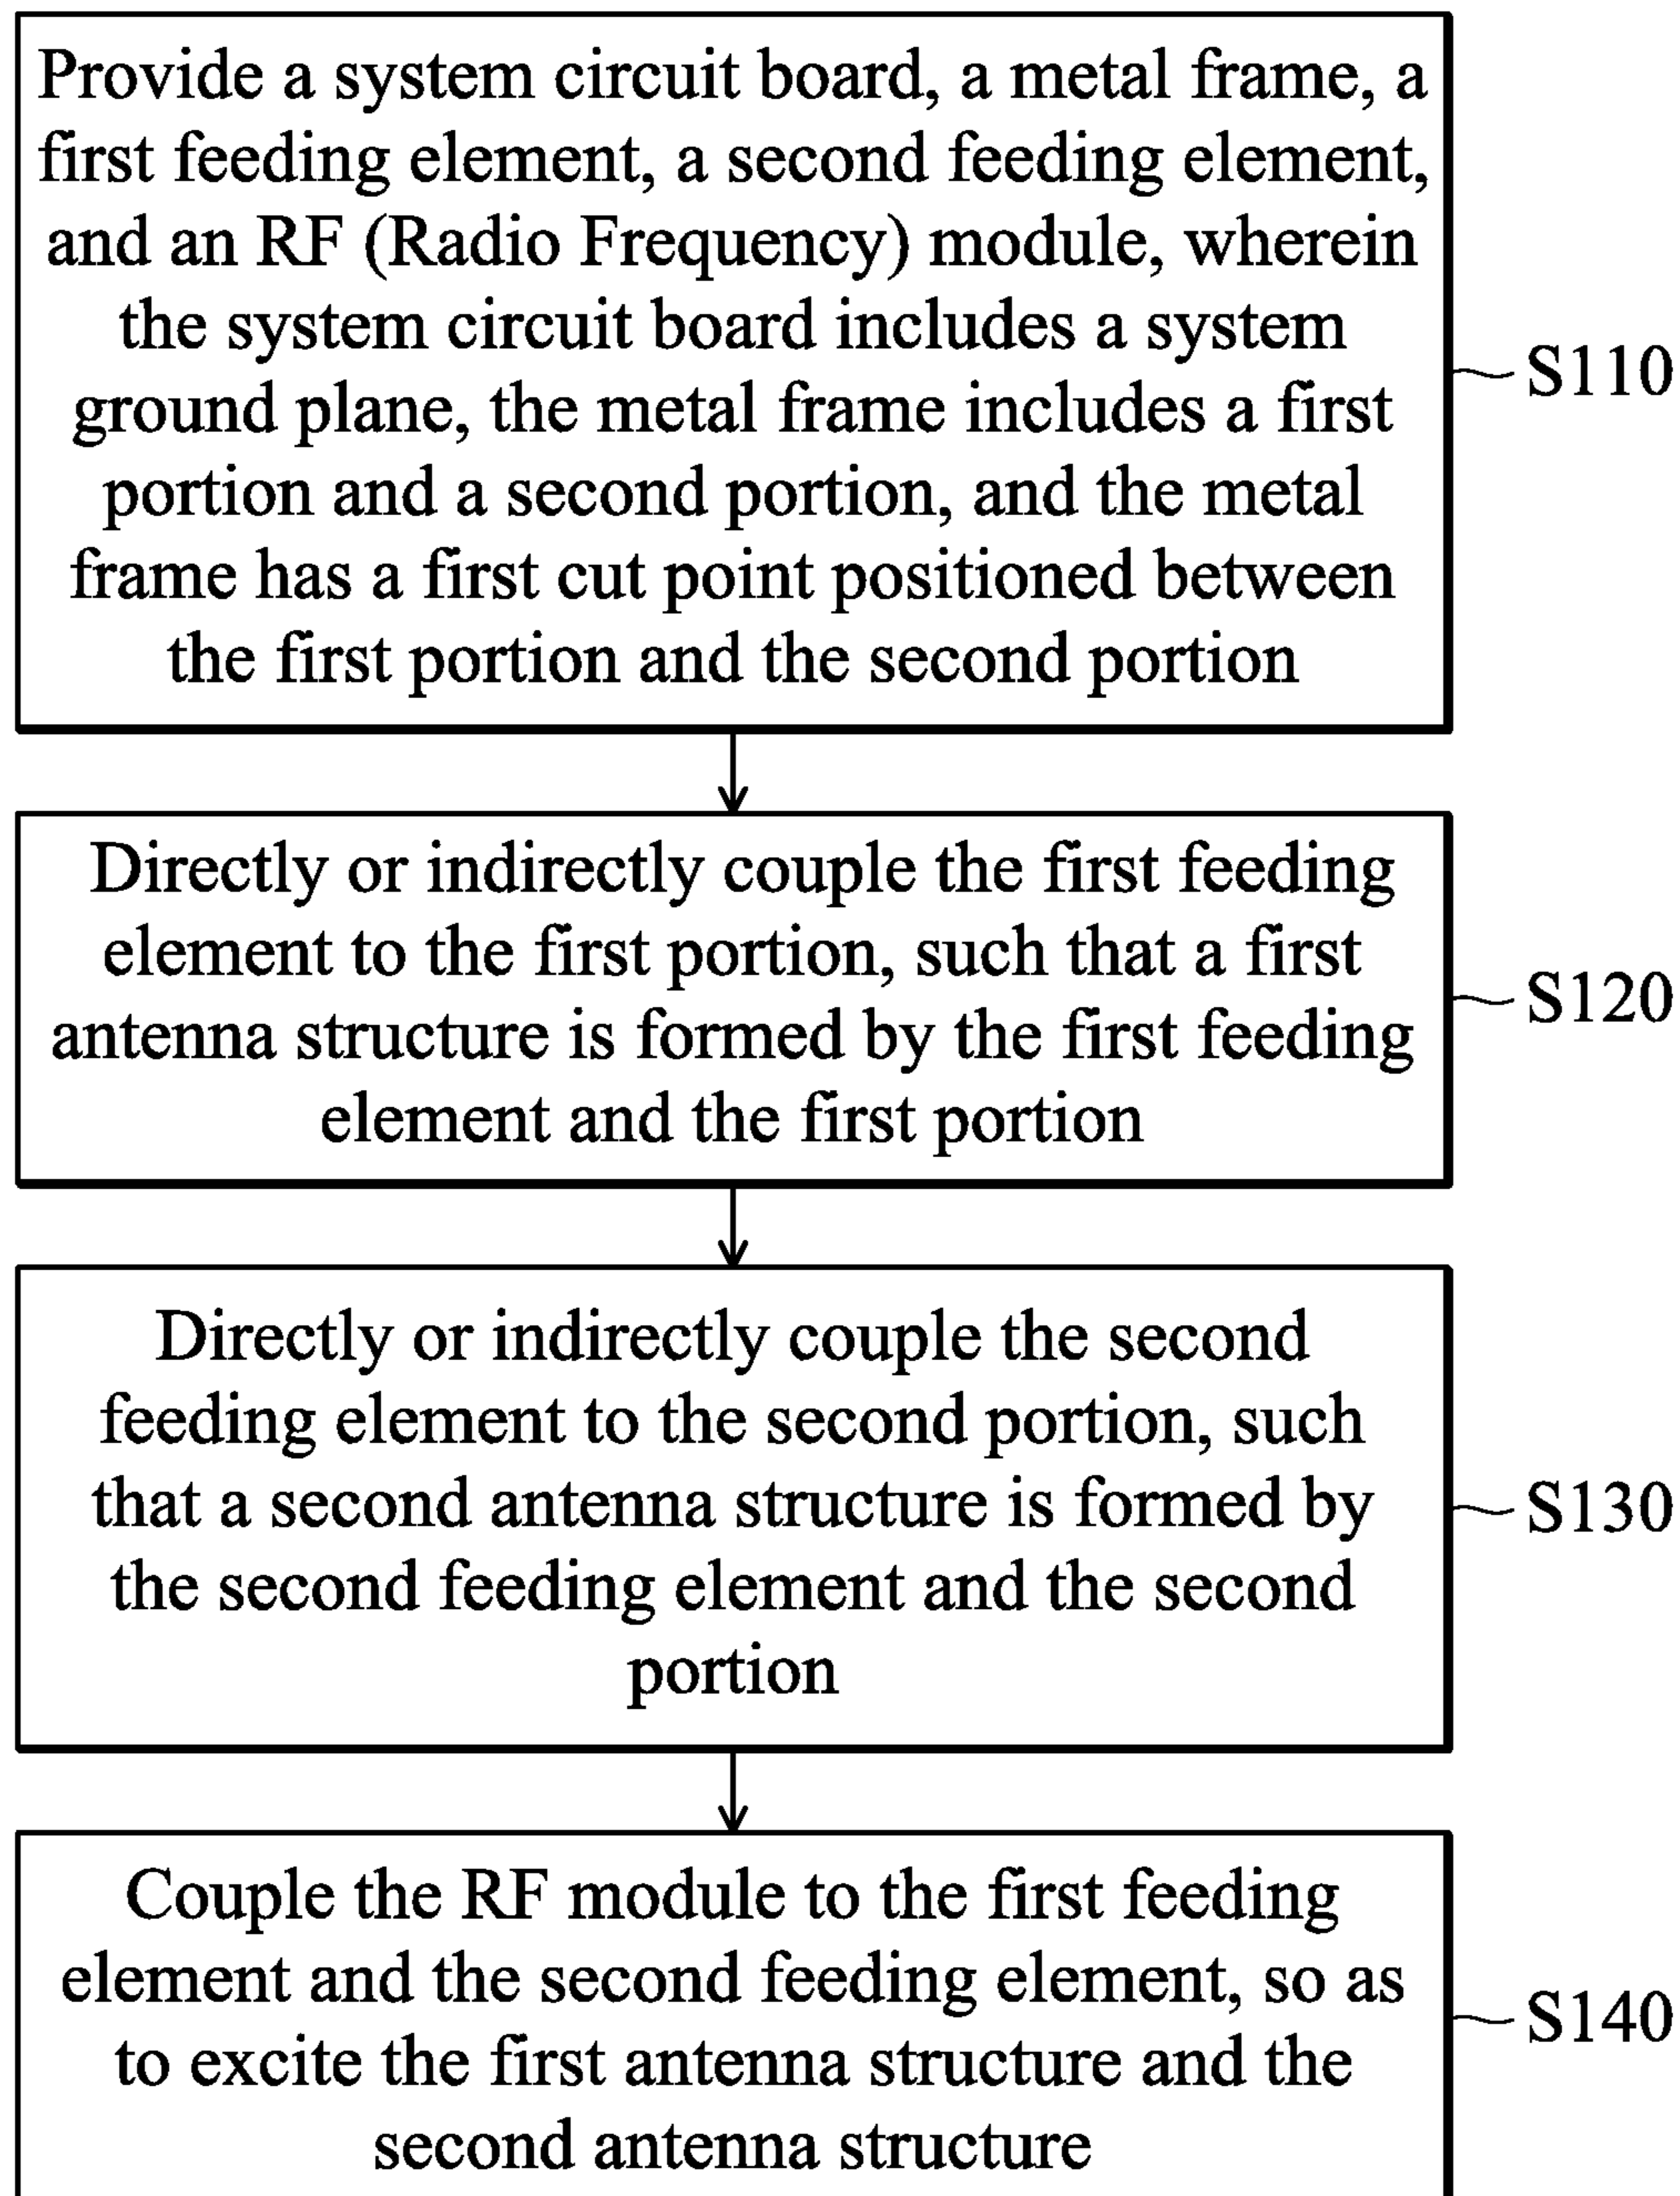 Provide a system circuit board, a metal frame, a
first feeding element, a second feeding element,
and an RF (Radio Frequency) module, wherein
the system circuit board includes a system
ground plane, the metal frame includes a first
portion and a second portion, and the metal
frame has a first cut point positioned between
the first portion and the second portion
S110
Directly or indirectly couple the first feeding
element to the first portion, such that a first
antenna structure is formed by the first feeding
element and the first portion
S120
Directly or indirectly couple the second
feeding element to the second portion, such
that a second antenna structure is formed by
the second feeding element and the second
portion
S130
Couple the RF module to the first feeding
element and the second feeding element, so as
to excite the first antenna structure and the
second antenna structure
S140